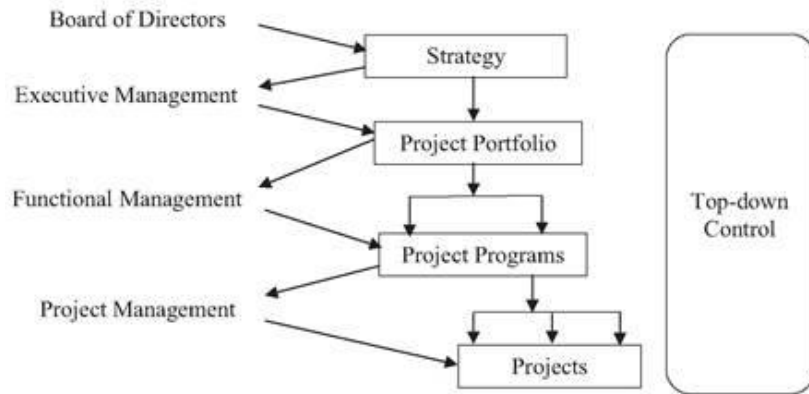 Board of Directors
Strategy
Executive Management
Project Portfolio
Functional Management
Top-down
Control
Project Programs
Project Management
Projects